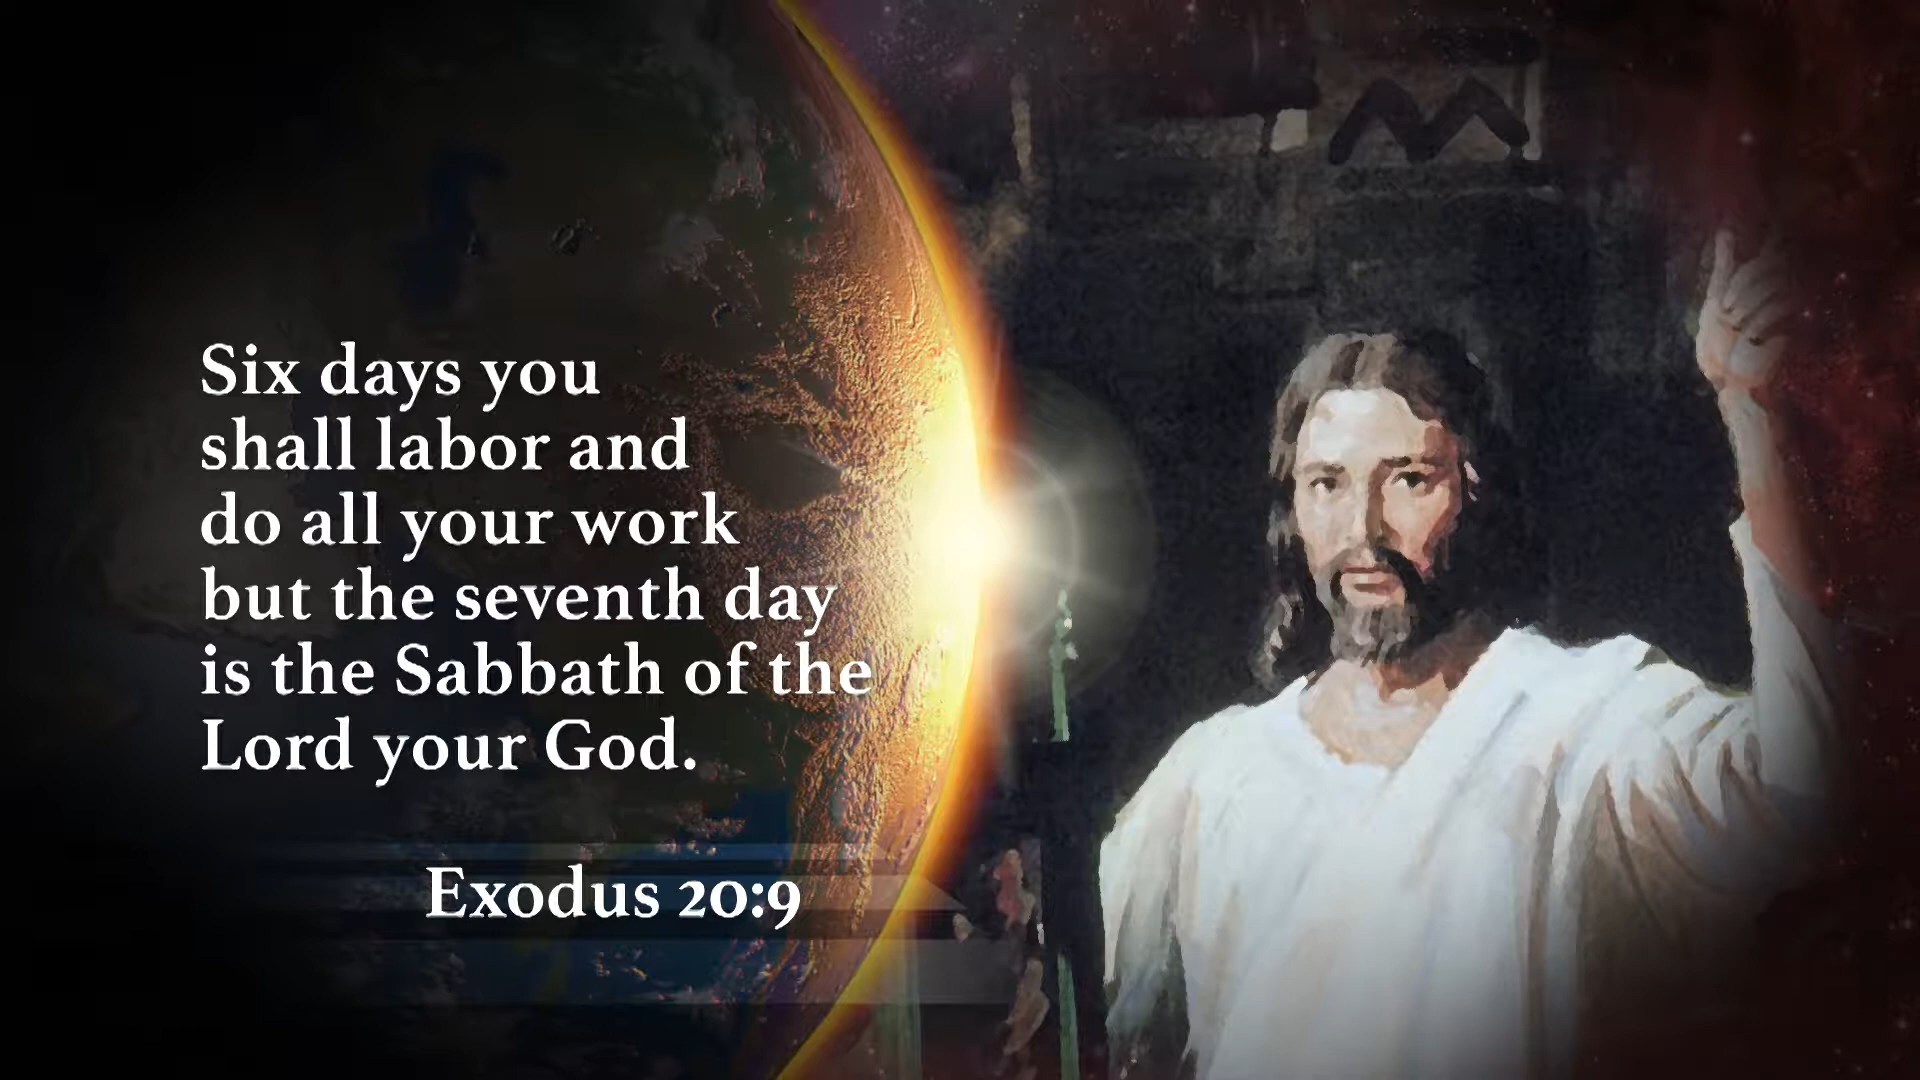 Six days you
shall labor and
do all your work
but the seventh day
is the Sabbath of the
Lord your God.
Exodus 20:9